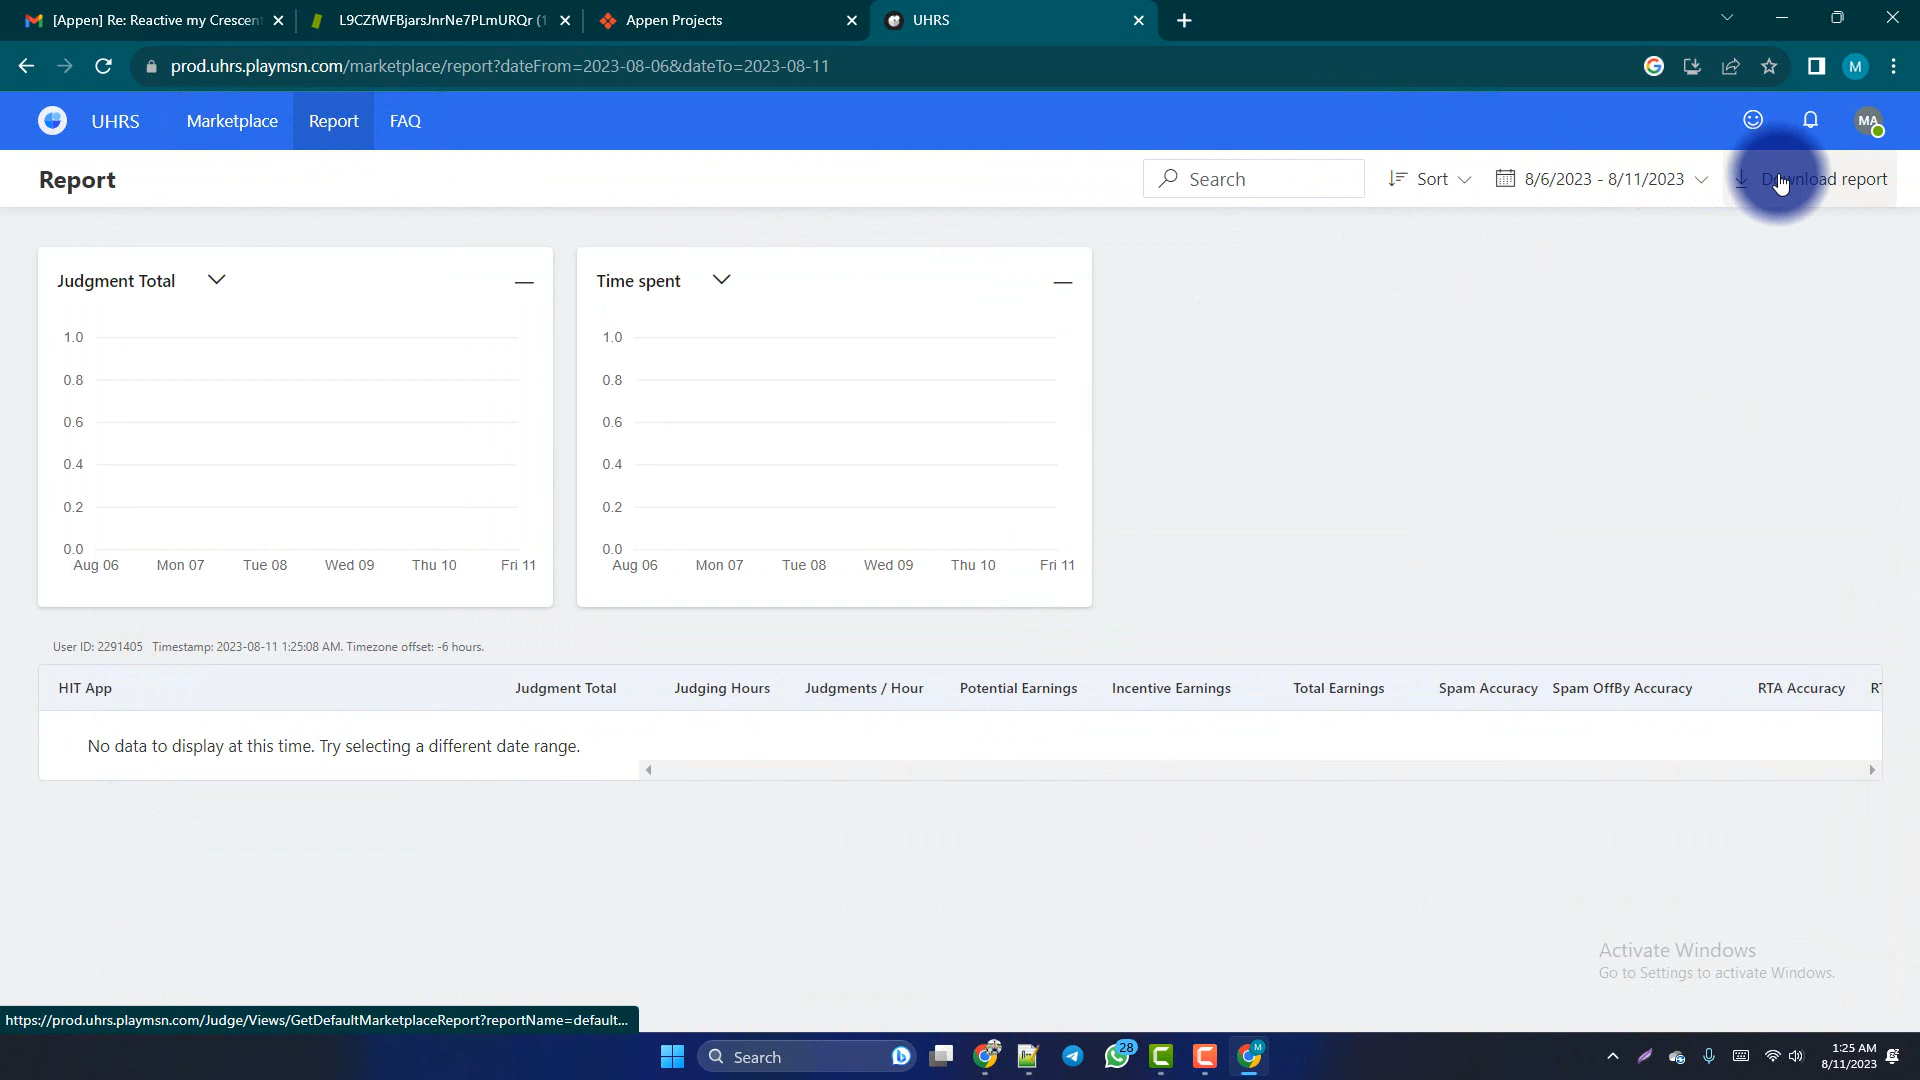 [Appen] Re: Reactive my Crescent
L9CZfWFBjarsJnrNe7PLmURQr (1
Appen Projects
UHRS
prod.uhrs.playmsn.com/marketplace/report?dateFrom=2023-08-06&dateTo=2023-08-11
M
UHRS
Marketplace
Report
FAQ
MA
Report
Search
Sort
8/6/2023 - 8/11/2023
Download report
Judgment Total
1.0
0.8
0.6
0.4
0.2
0.0
Aug 06 Mon 07 Tue 08 Wed 09 Thu 10 Fri 11
Time spent
1.0
0.8
0.6
0.4
0.2
0.0
Aug 06 Mon 07 Tue 08 Wed 09 Thu 10 Fri 11
User ID: 2291405 Timestamp: 2023-08-11 1:25:08 AM. Timezone offset: -6 hours.
HIT App Judgment Total Judging Hours Judgments / Hour Potential Earnings Incentive Earnings Total Earnings Spam Accuracy Spam OffBy Accuracy RTA Accuracy
No data to display at this time. Try selecting a different date range.
Activate Windows
Go to Settings to activate Windows.
https://prod.uhrs.playmsn.com/Judge/Views/GetDefaultMarketplaceReport?reportName=default...
Search
28
M
1:25 AM
8/11/2023